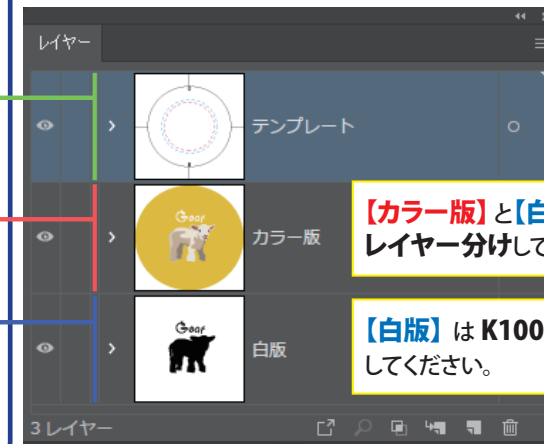 レイヤー
テンプレート
Goat
カラー版
【カラー版】と【白
レイヤー分けして
Goat
白版
【白版】は K100
してください。
3 レイヤー